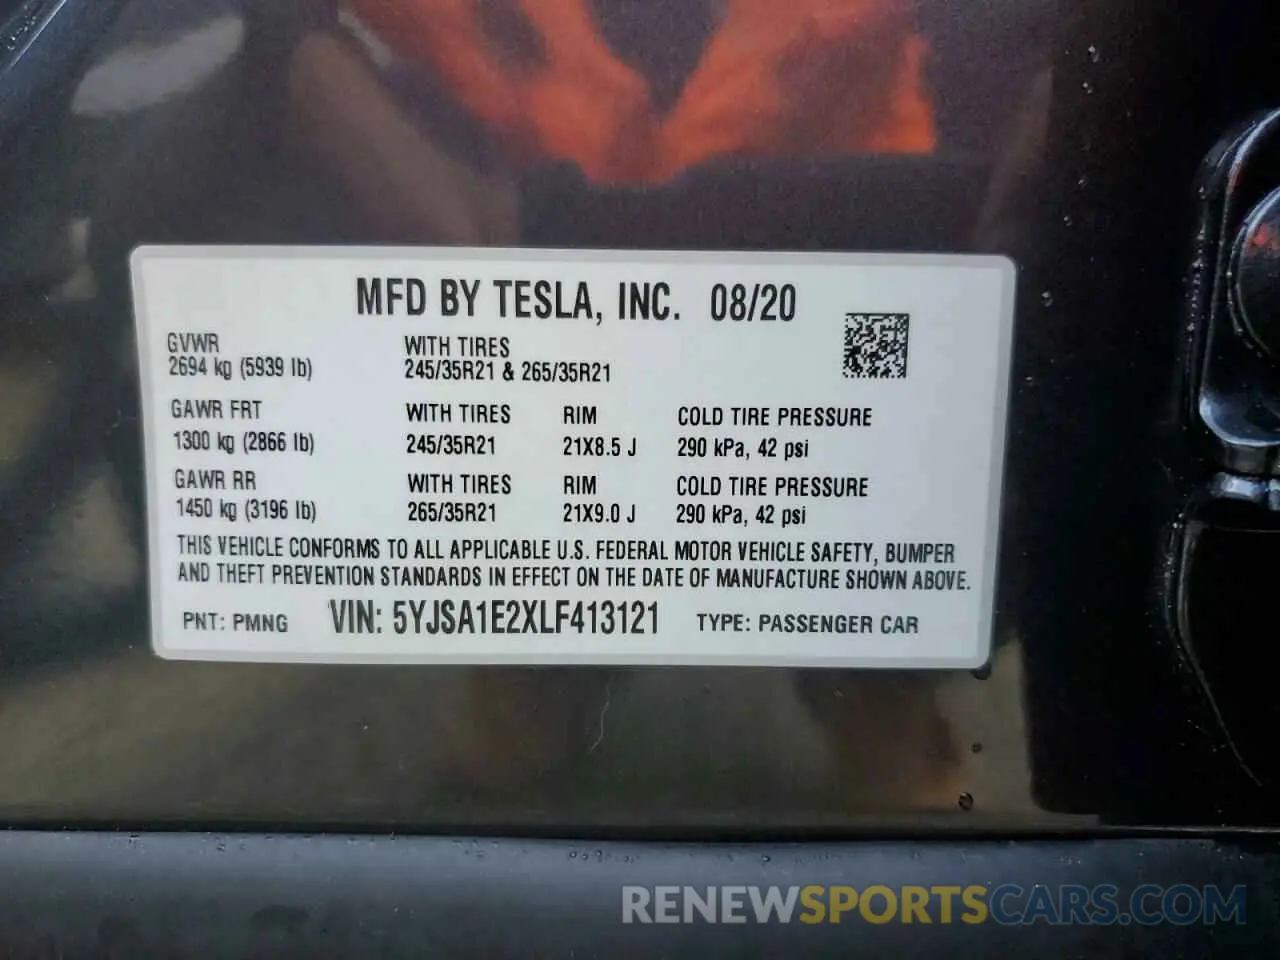 MFD BY TESLA, INC. 08/20
GVWR WITH TIRES
2694 kg (5939 lb) 245/35R21 & 265/35R21
GAWR FRT WITH TIRES RIM COLD TIRE PRESSURE
1300 kg (2866 lb) 245/35R21 21X8.5 J 290 kPa, 42 psi
GAWR RR WITH TIRES RIM COLD TIRE PRESSURE
1450 kg (3196 lb) 265/35R21 21X9.0 J 290 kPa, 42 psi
THIS VEHICLE CONFORMS TO ALL APPLICABLE U.S. FEDERAL MOTOR VEHICLE SAFETY, BUMPER
AND THEFT PREVENTION STANDARDS IN EFFECT ON THE DATE OF MANUFACTURE SHOWN ABOVE.
PNT: PMNG VIN: 5YJSA1E2XLF413121 TYPE: PASSENGER CAR
RENEWSPORTSCARS.COM